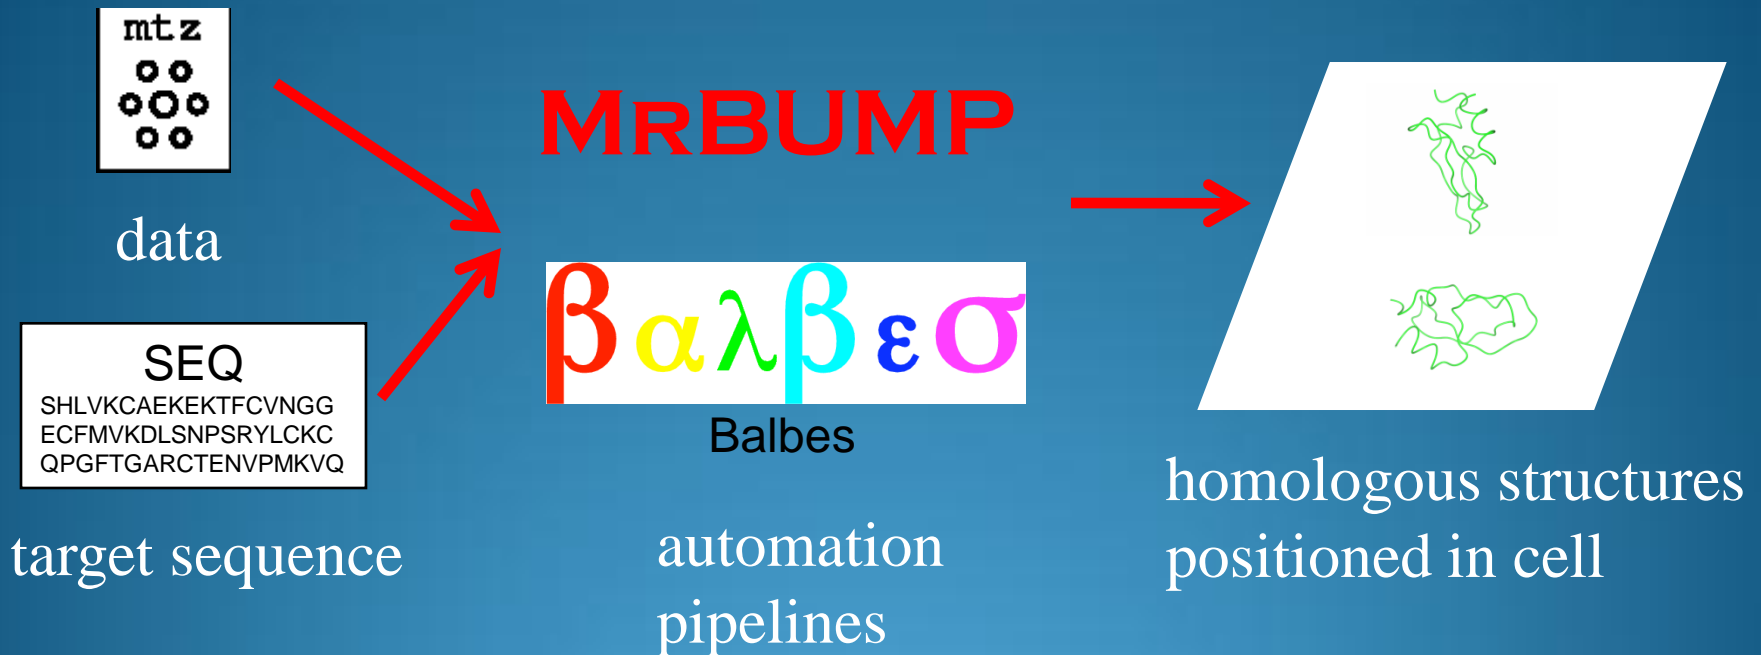 mtz
data
SEQ
SHLVKCAEKEKTFCVNGG
ECFMVKDLSNPSRYLCKC
QPGFTGARCTENVPMKVQ
target sequence
MRBUMP
βαλβεσ
Balbes
automation
pipelines
homologous structures
positioned in cell